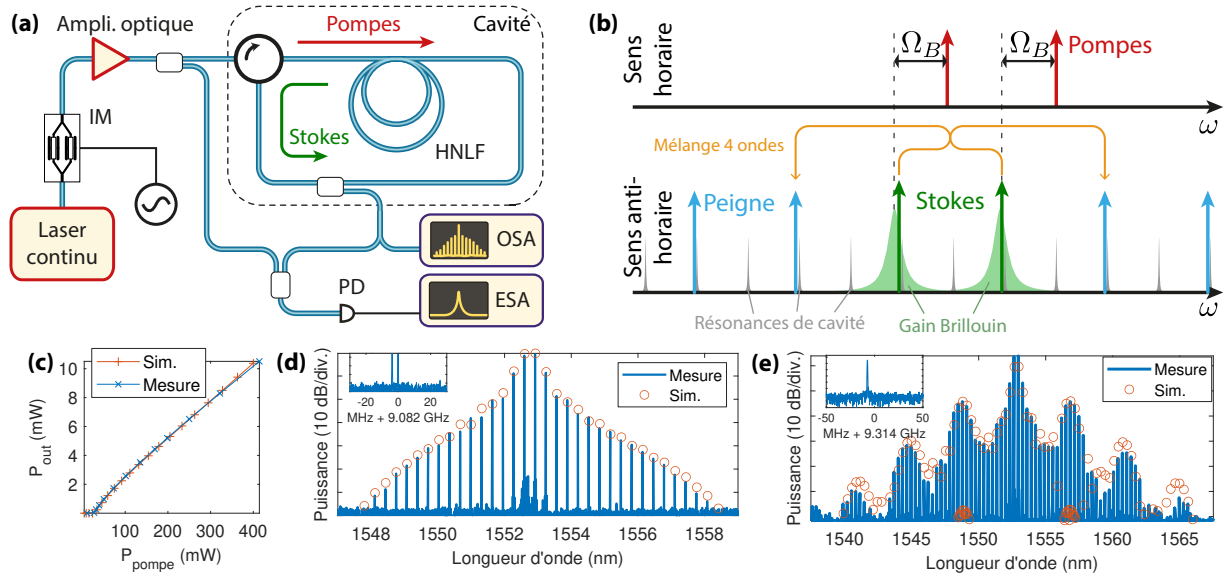 (a)
Ampli. optique
Cavité
Pompes
IM
Stokes
HNLF
Laser
continu
OSA
PD
ESA
(b)
Sens
horaire
Ω_B
Ω_B
Pompes
ω
Mélange 4 ondes
Sens anti-
horaire
Peigne
Stokes
Résonances de cavité
Gain Brillouin
ω
(c)
Sim.
Mesure
P_out (mW)
10
8
6
4
2
100 200 300 400
P_pompe (mW)
(d)
Puissance (10 dB/div.)
-20 0 20
MHz + 9.082 GHz
Mesure
Sim.
1548 1550 1552 1554 1556 1558
Longueur d'onde (nm)
(e)
Puissance (10 dB/div.)
-50 0 50
MHz + 9.314 GHz
Mesure
Sim.
1540 1545 1550 1555 1560 1565
Longueur d'onde (nm)